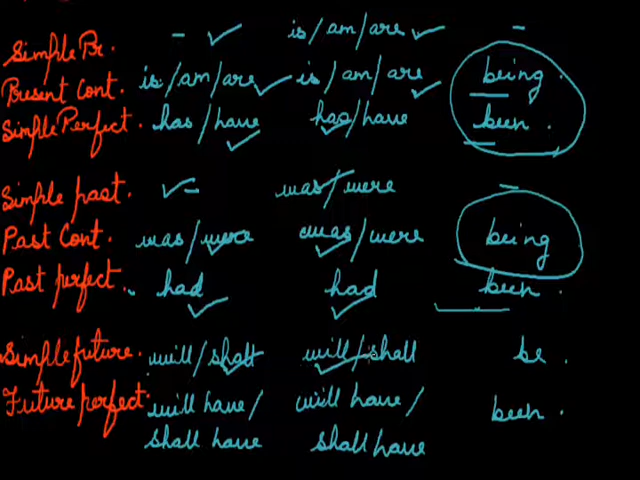 Simple Pr. – is/am/are –
Present Cont. is/am/are is/am/are being.
Simple Perfect. has/have has/have been.
Simple past. – was/were –
Past Cont. was/were was/were being
Past perfect. had had been.
Simple future. will/shall will/shall be.
Future perfect. will have/ will have/ been.
shall have shall have